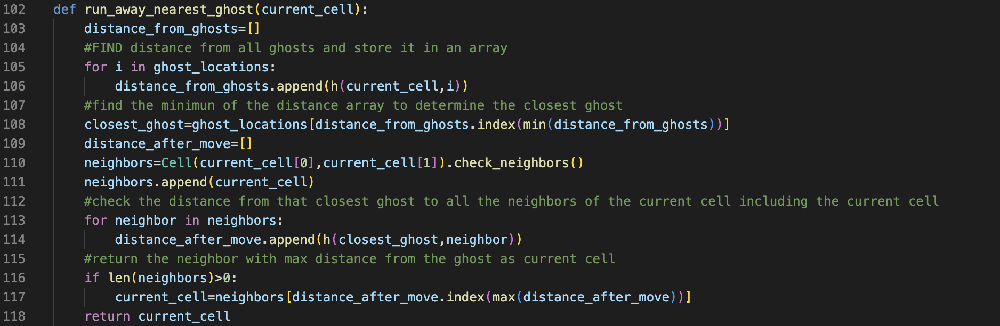 102 def run_away_nearest_ghost(current_cell):
103 distance_from_ghosts=[]
104 #FIND distance from all ghosts and store it in an array
105 for i in ghost_locations:
106 distance_from_ghosts.append(h(current_cell,i))
107 #find the minimun of the distance array to determine the closest ghost
108 closest_ghost=ghost_locations[distance_from_ghosts.index(min(distance_from_ghosts))]
109 distance_after_move=[]
110 neighbors=Cell(current_cell[0],current_cell[1]).check_neighbors()
111 neighbors.append(current_cell)
112 #check the distance from that closest ghost to all the neighbors of the current cell including the current cell
113 for neighbor in neighbors:
114 distance_after_move.append(h(closest_ghost,neighbor))
115 #return the neighbor with max distance from the ghost as current cell
116 if len(neighbors)>0:
117 current_cell=neighbors[distance_after_move.index(max(distance_after_move))]
118 return current_cell